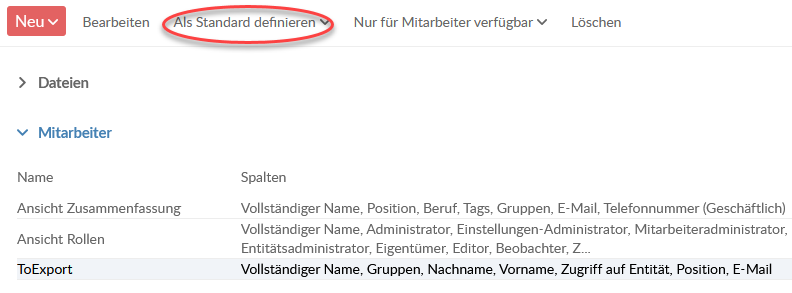 Neu Bearbeiten Als Standard definieren Nur für Mitarbeiter verfügbar Löschen
Dateien
Mitarbeiter
Name Spalten
Ansicht Zusammenfassung Vollständiger Name, Position, Beruf, Tags, Gruppen, E-Mail, Telefonnummer (Geschäftlich)
Ansicht Rollen Vollständiger Name, Administrator, Einstellungen-Administrator, Mitarbeiteradministrator,
Entitätsadministrator, Eigentümer, Editor, Beobachter, Z...
ToExport Vollständiger Name, Gruppen, Nachname, Vorname, Zugriff auf Entität, Position, E-Mail